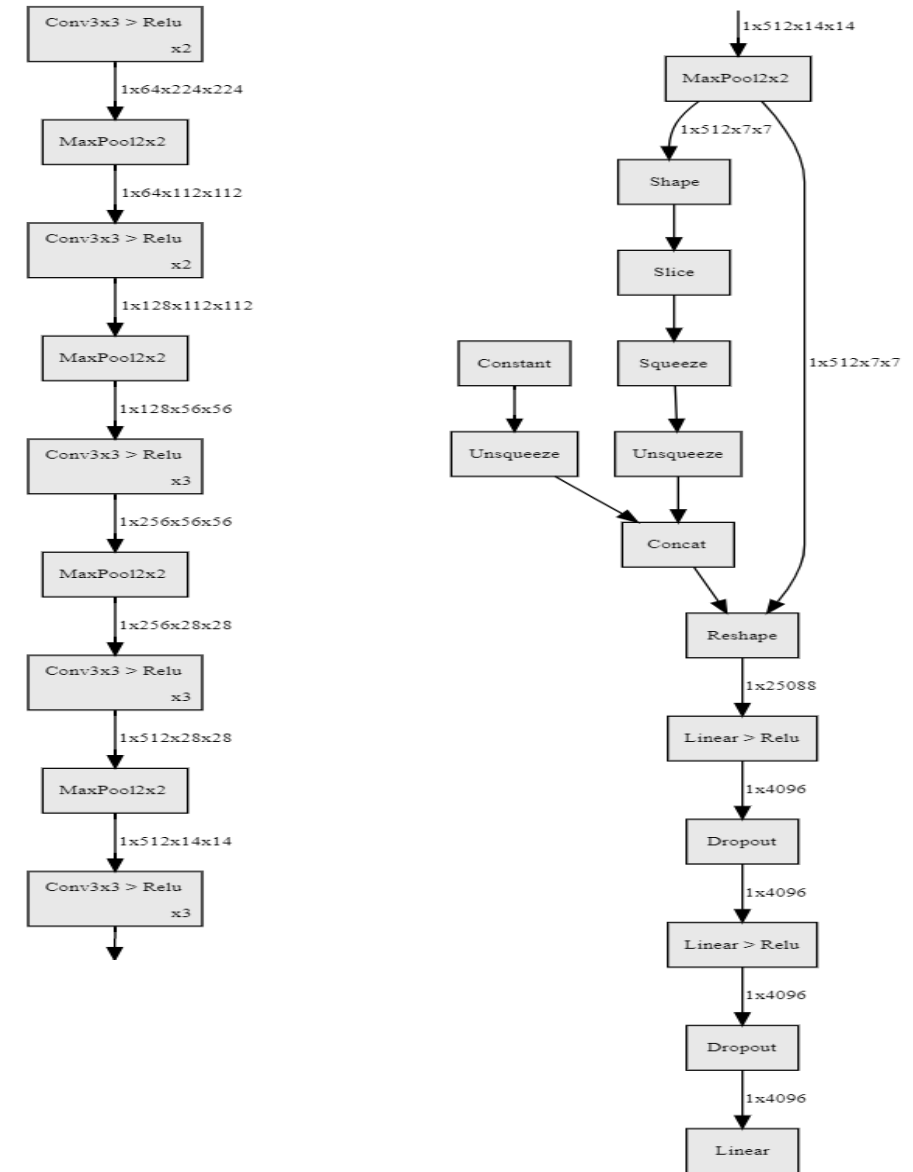 Conv3x3 > Relu
x2
1x64x224x224
MaxPool2x2
1x64x112x112
Conv3x3 > Relu
x2
1x128x112x112
MaxPool2x2
1x128x56x56
Conv3x3 > Relu
x3
1x256x56x56
MaxPool2x2
1x256x28x28
Conv3x3 > Relu
x3
1x512x28x28
MaxPool2x2
1x512x14x14
Conv3x3 > Relu
x3
1x512x14x14
MaxPool2x2
1x512x7x7
Shape
Slice
Constant
Squeeze
1x512x7x7
Unsqueeze
Unsqueeze
Concat
Reshape
1x25088
Linear > Relu
1x4096
Dropout
1x4096
Linear > Relu
1x4096
Dropout
1x4096
Linear